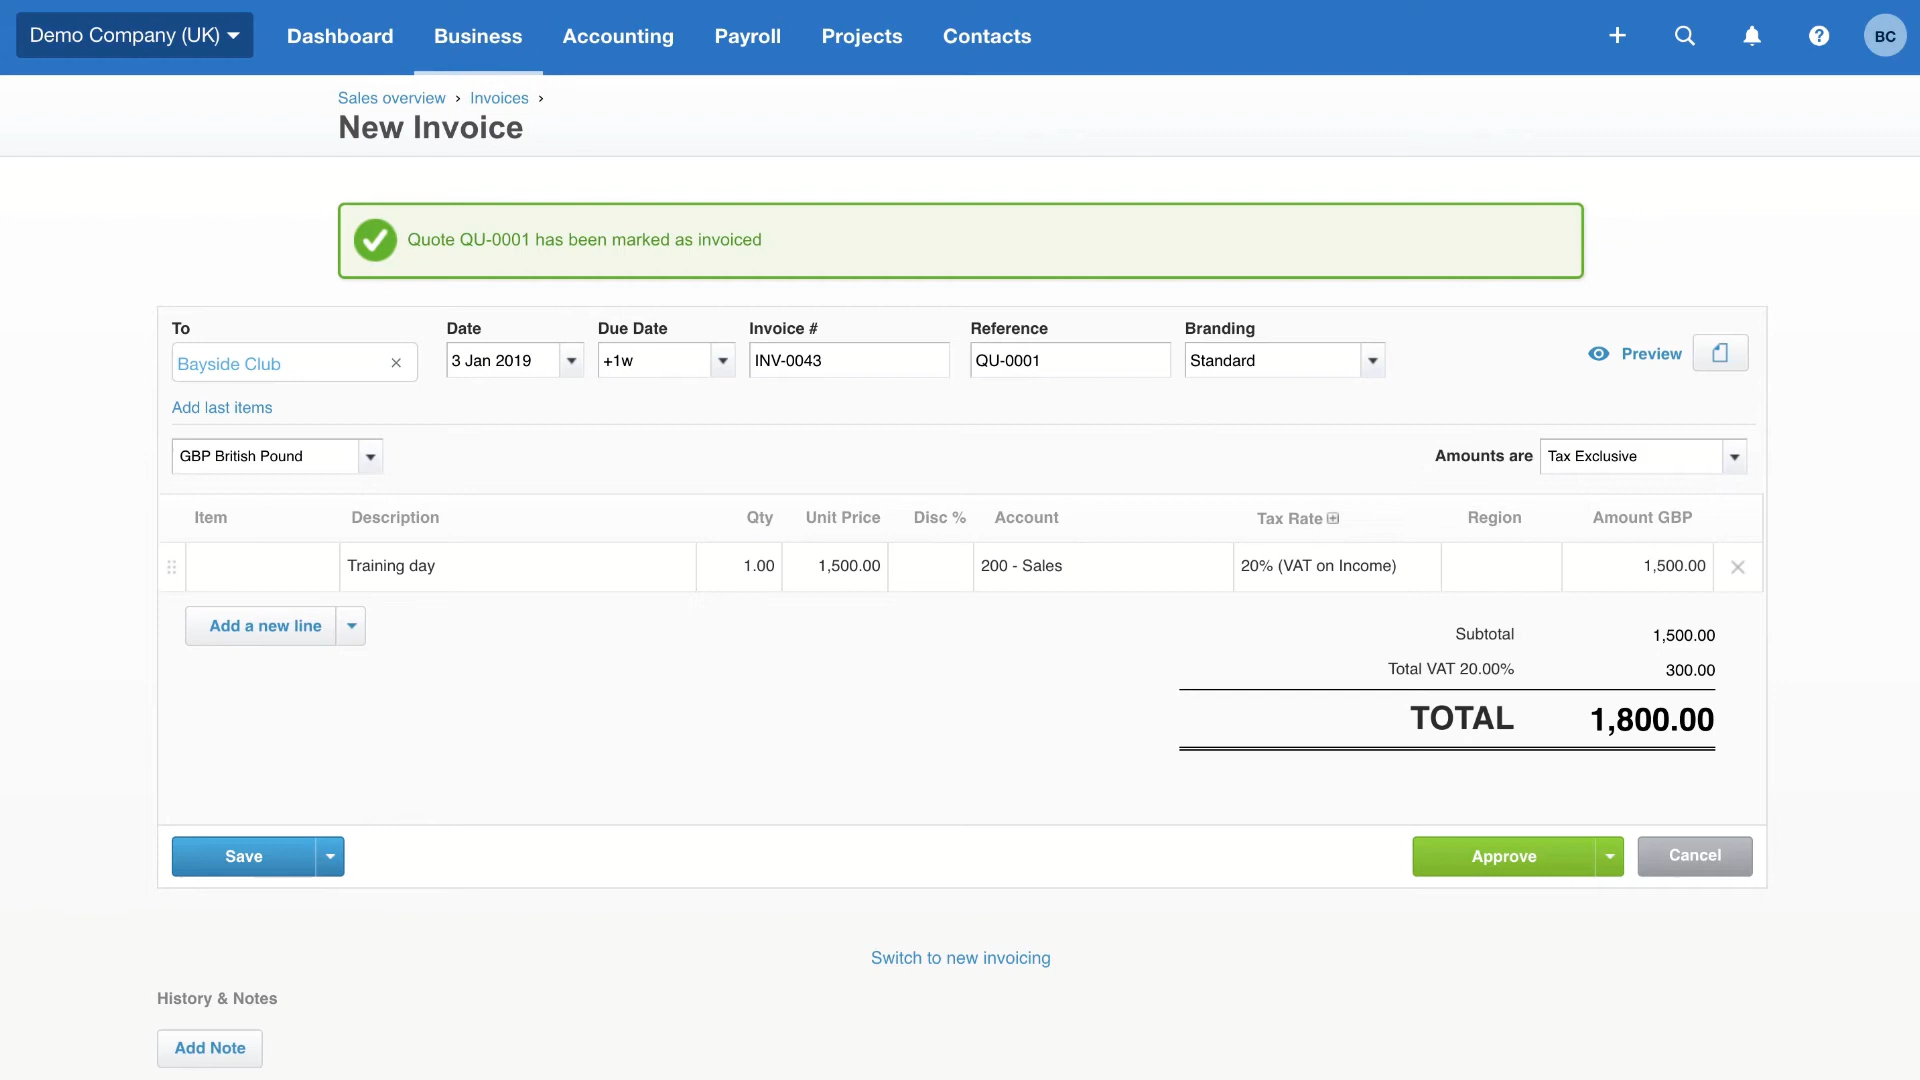 Demo Company (UK) Dashboard Business Accounting Payroll Projects Contacts BC
Sales overview › Invoices ›
New Invoice
Quote QU-0001 has been marked as invoiced
To Date Due Date Invoice # Reference Branding
Bayside Club 3 Jan 2019 +1w INV-0043 QU-0001 Standard Preview
Add last items
GBP British Pound Amounts are Tax Exclusive
Item Description Qty Unit Price Disc % Account Tax Rate Region Amount GBP
Training day 1.00 1,500.00 200 - Sales 20% (VAT on Income) 1,500.00
Add a new line
Subtotal 1,500.00
Total VAT 20.00% 300.00
TOTAL 1,800.00
Save Approve Cancel
Switch to new invoicing
History & Notes
Add Note